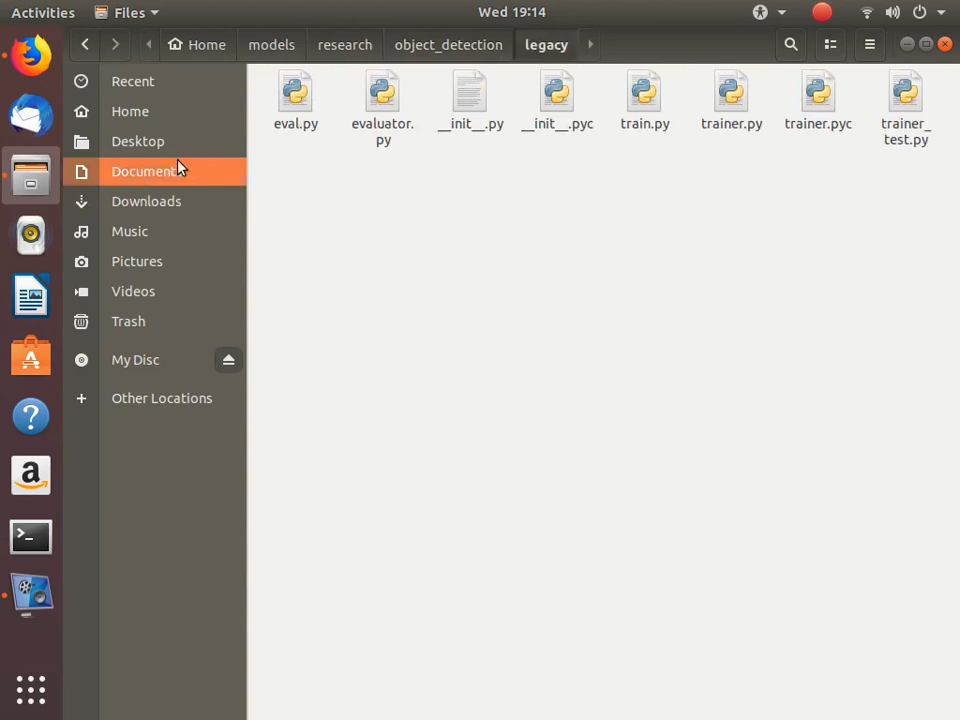 Activities Files Wed 19:14
Home models research object_detection legacy
Recent
Home
Desktop
Documents
Downloads
Music
Pictures
Videos
Trash
My Disc
Other Locations
eval.py
evaluator.
py
__init__.py
__init__.pyc
train.py
trainer.py
trainer.pyc
trainer_
test.py